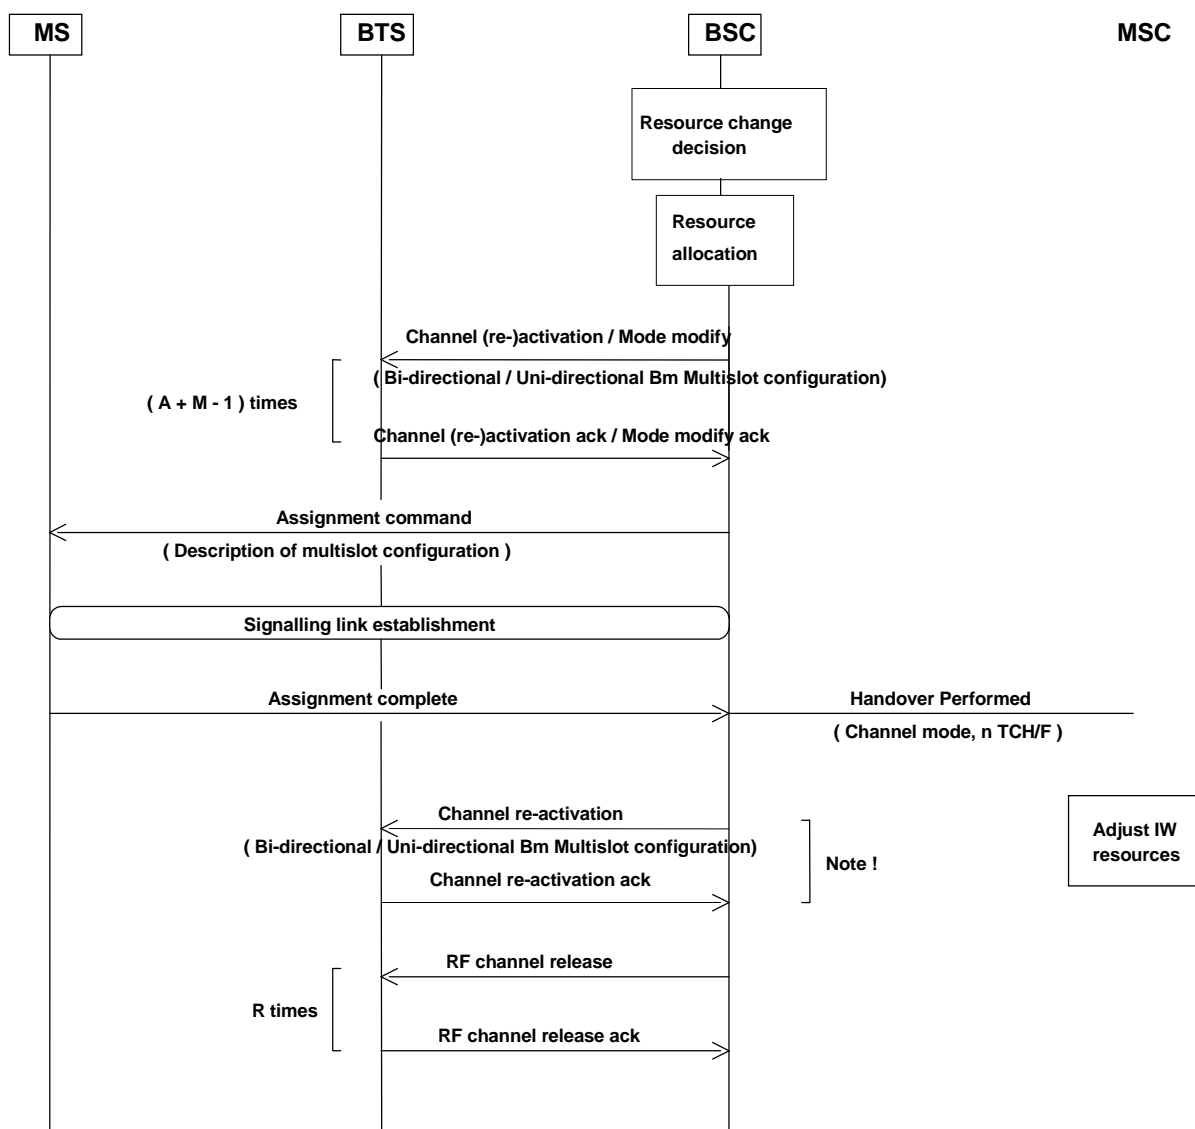 MS BTS BSC MSC
Resource change
decision
Resource
allocation
Channel (re-)activation / Mode modify
( Bi-directional / Uni-directional Bm Multislot configuration)
( A + M - 1 ) times
Channel (re-)activation ack / Mode modify ack
Assignment command
( Description of multislot configuration )
Signalling link establishment
Assignment complete
Handover Performed
( Channel mode, n TCH/F )
Channel re-activation
( Bi-directional / Uni-directional Bm Multislot configuration)
Channel re-activation ack
Note !
Adjust IW
resources
RF channel release
R times
RF channel release ack